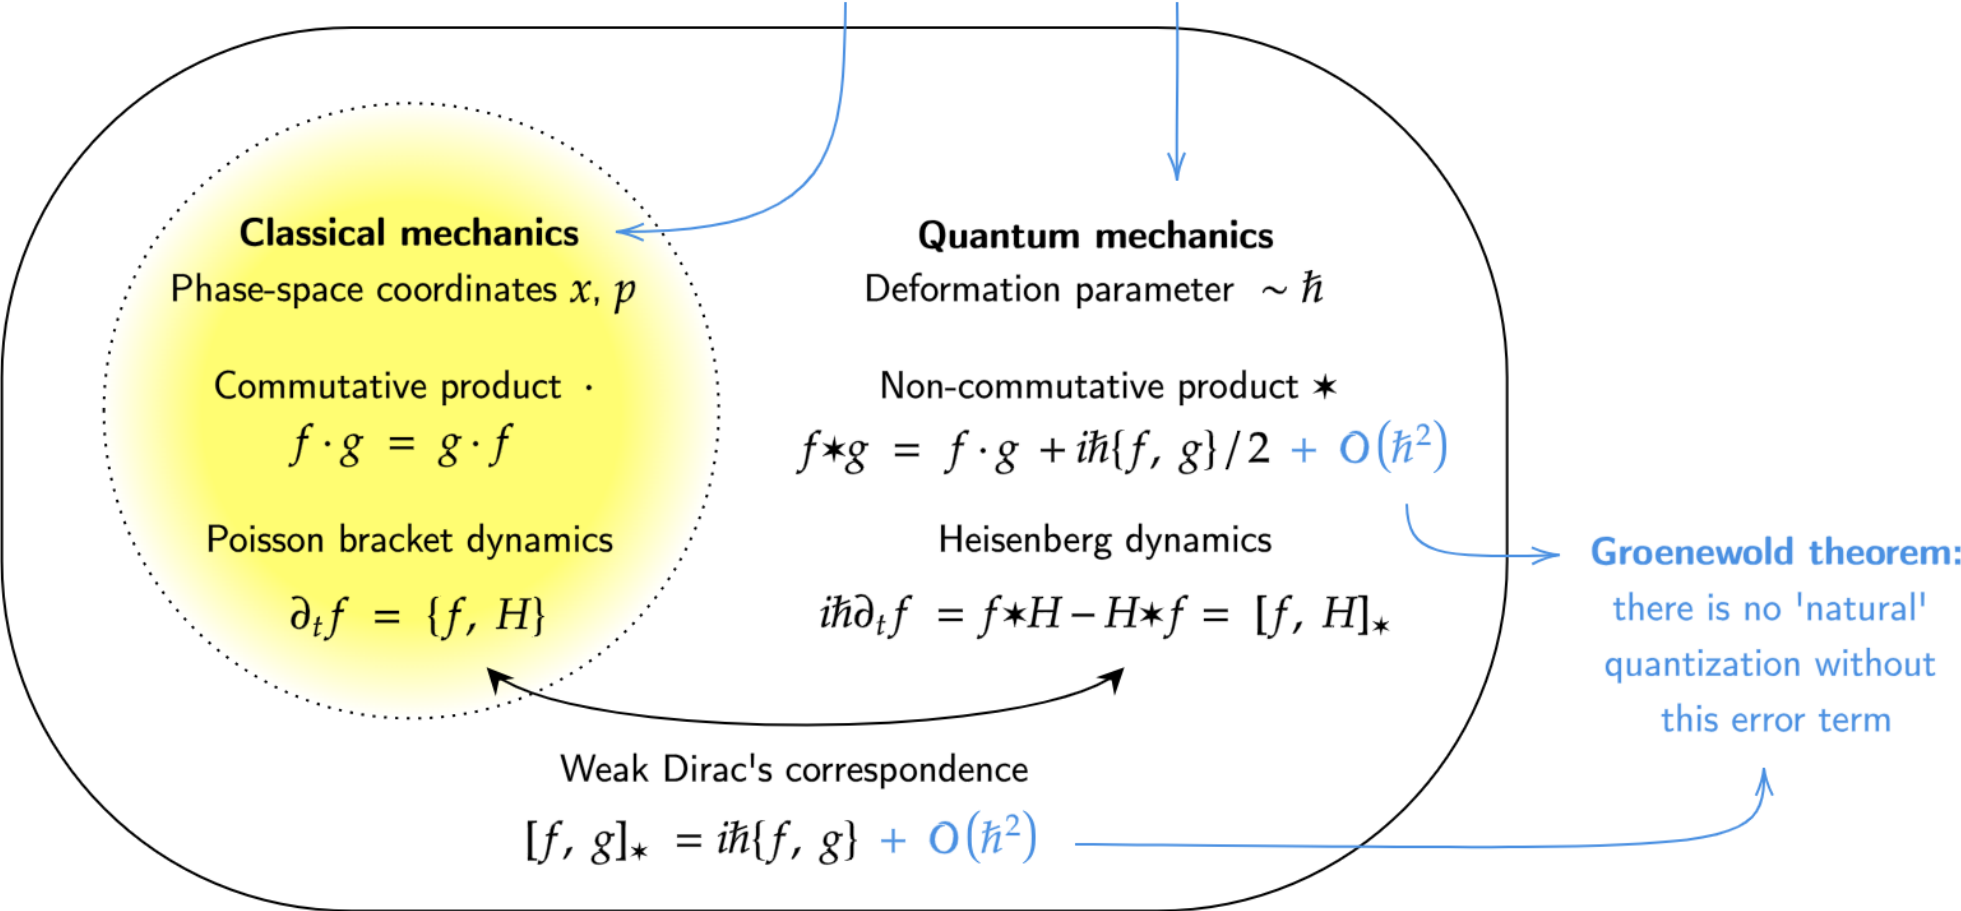 Classical mechanics
Phase-space coordinates x, p
Commutative product ·
f · g = g · f
Poisson bracket dynamics
∂ₜf = {f, H}
Quantum mechanics
Deformation parameter ~ ℏ
Non-commutative product ★
f★g = f · g + iℏ{f, g}/2 + O(ℏ²)
Heisenberg dynamics
iℏ∂ₜf = f★H – H★f = [f, H]★
Weak Dirac's correspondence
[f, g]★ = iℏ{f, g} + O(ℏ²)
Groenewold theorem:
there is no 'natural'
quantization without
this error term